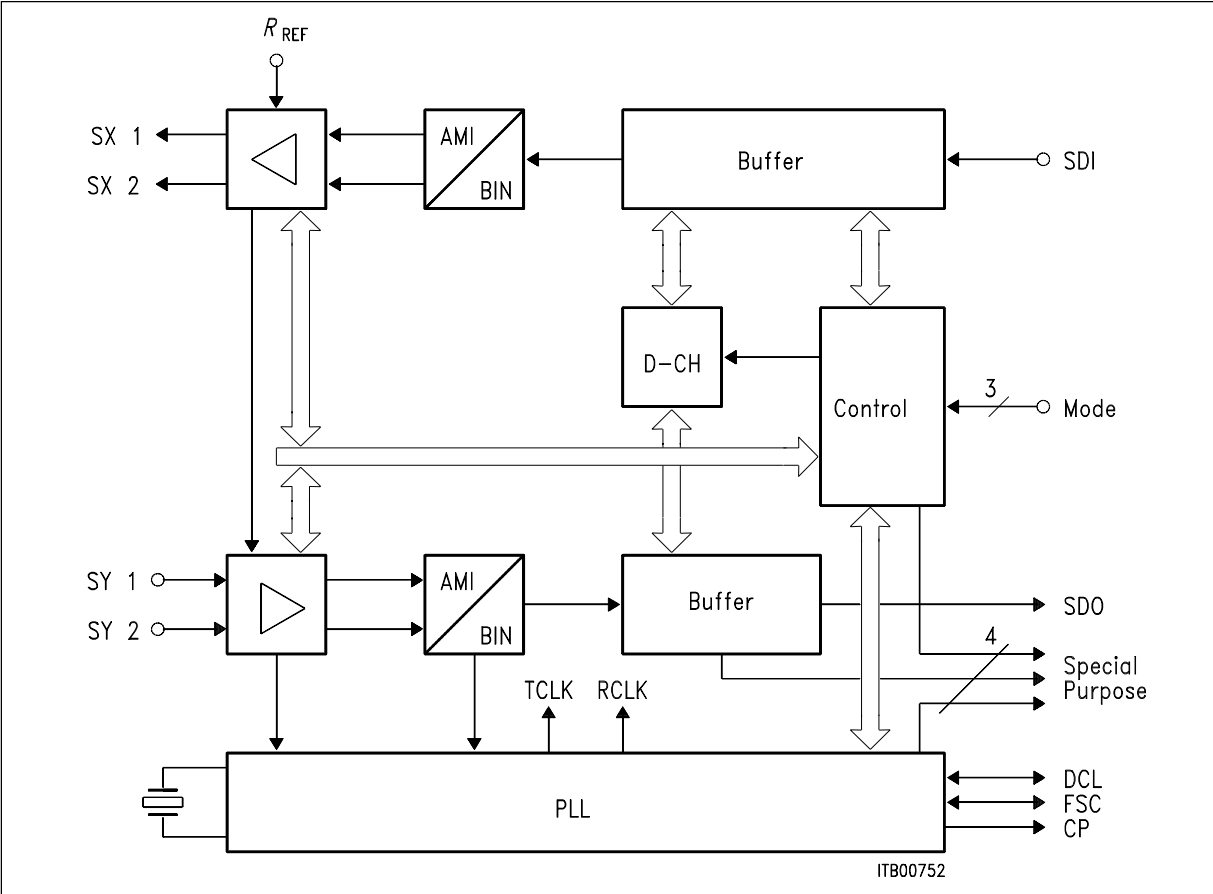 R REF
SX 1
SX 2
AMI
BIN
Buffer
SDI
D-CH
Control
3
Mode
SY 1
SY 2
AMI
BIN
Buffer
SDO
4
Special
Purpose
TCLK
RCLK
PLL
DCL
FSC
CP
ITB00752